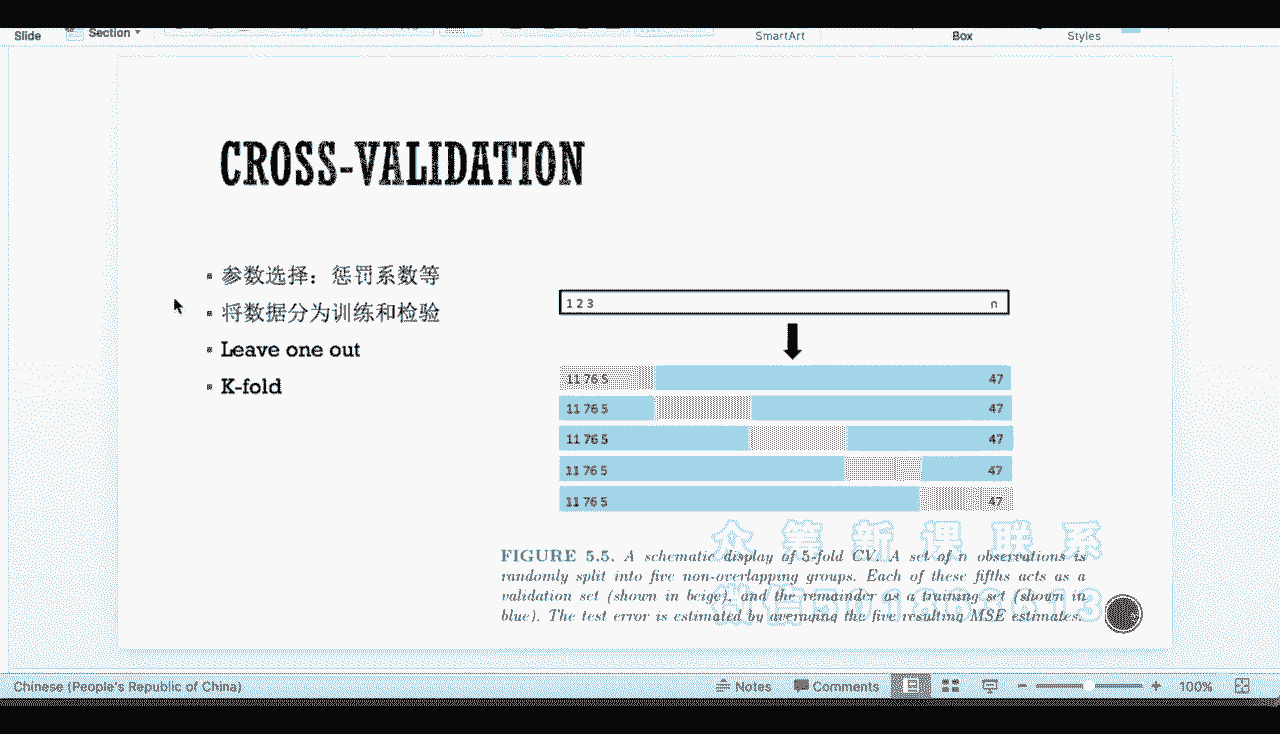 Slide
Section
SmartArt
Box
Styles
CROSS-VALIDATION
参数选择：惩罚系数等
将数据分为训练和检验
Leave one out
K-fold
1 2 3 n
11 76 5 47
11 76 5 47
11 76 5 47
11 76 5 47
11 76 5 47
FIGURE 5.5. A schematic display of 5-fold CV. A set of n observations is
randomly split into five non-overlapping groups. Each of these fifths acts as a
validation set (shown in beige), and the remainder as a training set (shown in
blue). The test error is estimated by averaging the five resulting MSE estimates.
新课联系
Chinese (People's Republic of China)
Notes
Comments
100%